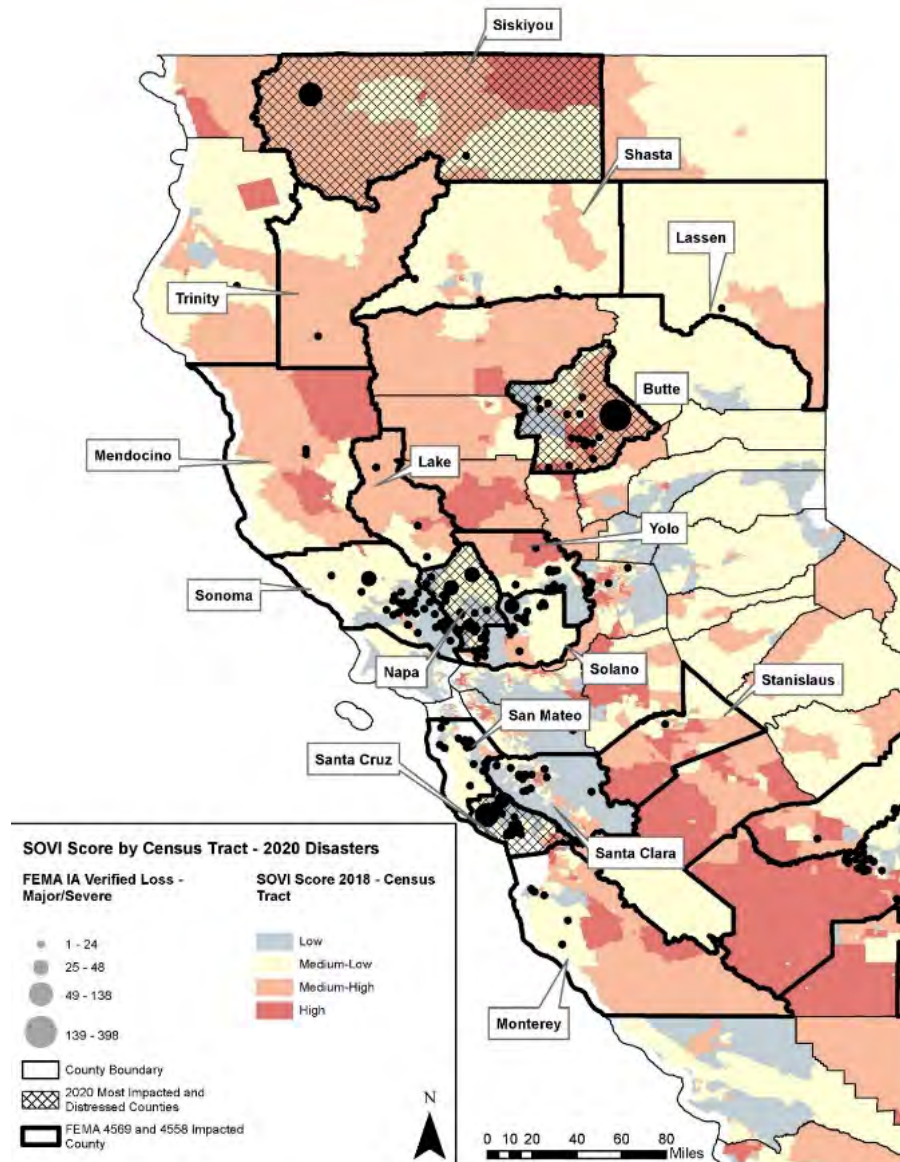 Siskiyou
Shasta
Lassen
Trinity
Butte
Mendocino
Lake
Yolo
Sonoma
Napa
Solano
Stanislaus
San Mateo
Santa Cruz
Santa Clara
Monterey
SOVI Score by Census Tract - 2020 Disasters
FEMA IA Verified Loss -
Major/Severe
1 - 24
25 - 48
49 - 138
139 - 398
SOVI Score 2018 - Census
Tract
Low
Medium-Low
Medium-High
High
County Boundary
2020 Most Impacted and
Distressed Counties
FEMA 4569 and 4558 Impacted
County
N
0 10 20 40 60 80
Miles